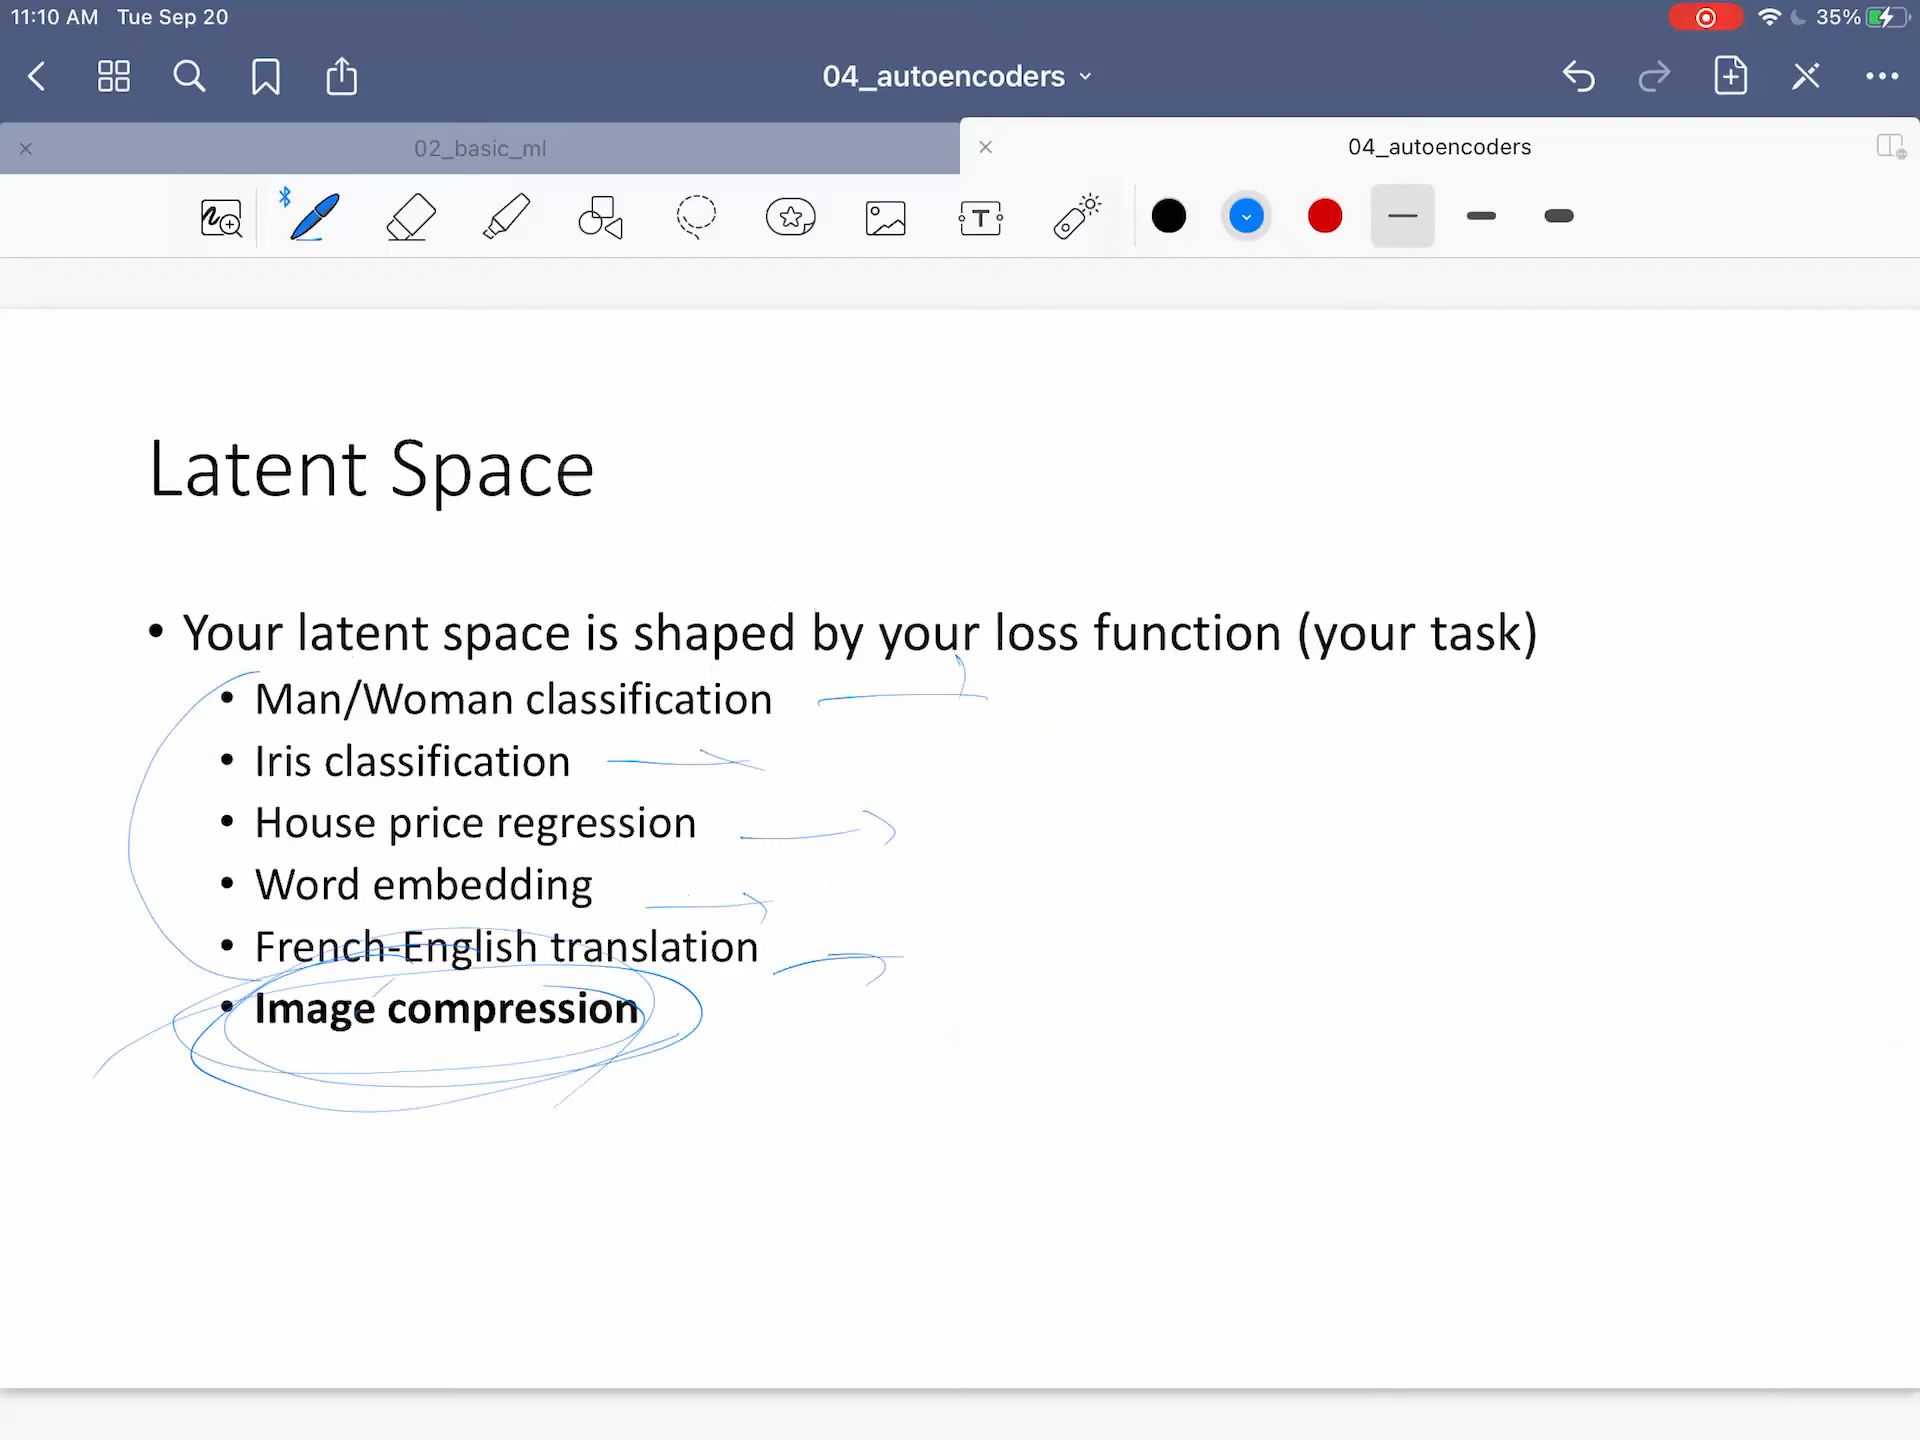 11:10 AM Tue Sep 20
35%
04_autoencoders
02_basic_ml
04_autoencoders
T
Latent Space
• Your latent space is shaped by your loss function (your task)
• Man/Woman classification
• Iris classification
• House price regression
• Word embedding
• French-English translation
• Image compression